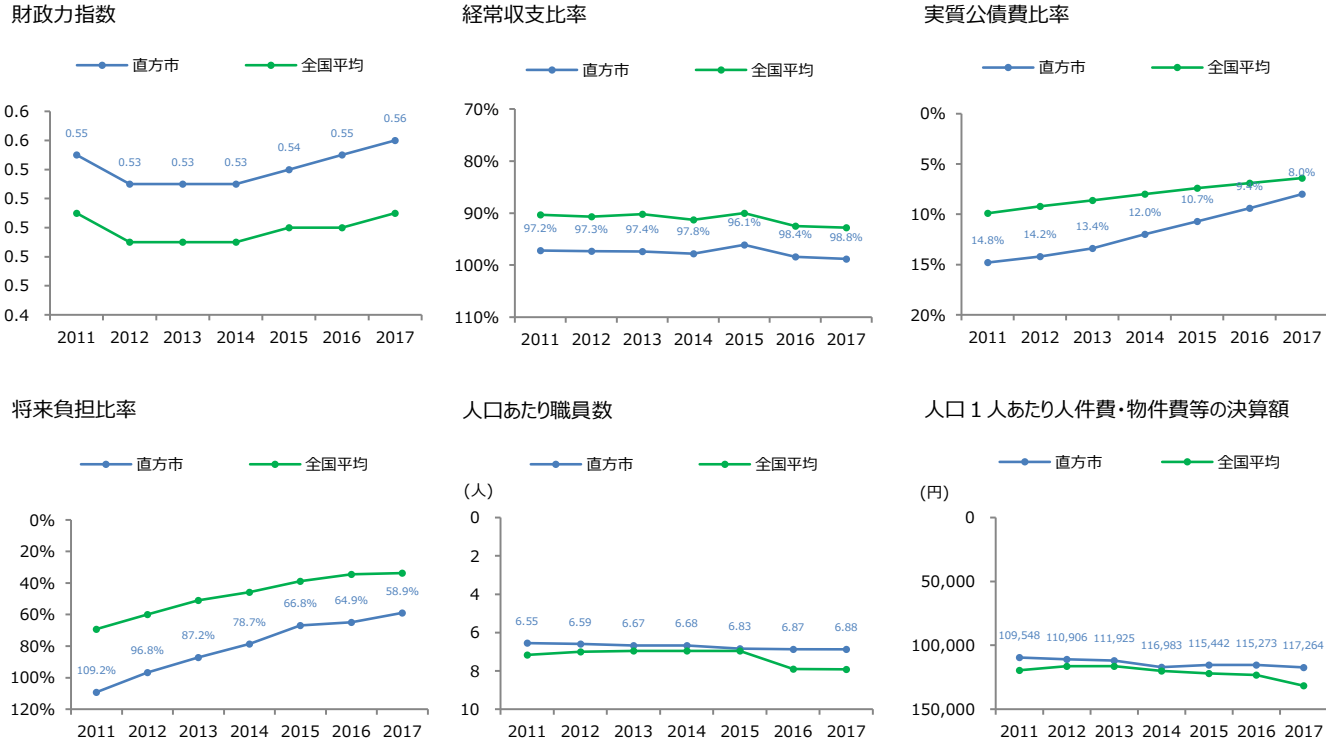 財政力指数
直方市
全国平均
0.6
0.6
0.5
0.5
0.5
0.5
0.5
0.4
0.55
0.53
0.53
0.53
0.54
0.55
0.56
2011 2012 2013 2014 2015 2016 2017
経常収支比率
直方市
全国平均
70%
80%
90%
100%
110%
97.2%
97.3%
97.4%
97.8%
96.1%
98.4%
98.8%
2011 2012 2013 2014 2015 2016 2017
実質公債費比率
直方市
全国平均
0%
5%
10%
15%
20%
14.8%
14.2%
13.4%
12.0%
10.7%
9.4%
8.0%
2011 2012 2013 2014 2015 2016 2017
将来負担比率
直方市
全国平均
0%
20%
40%
60%
80%
100%
120%
109.2%
96.8%
87.2%
78.7%
66.8%
64.9%
58.9%
2011 2012 2013 2014 2015 2016 2017
人口あたり職員数
直方市
全国平均
(人)
0
2
4
6
8
10
6.55
6.59
6.67
6.68
6.83
6.87
6.88
2011 2012 2013 2014 2015 2016 2017
人口1人あたり人件費・物件費等の決算額
直方市
全国平均
(円)
0
50,000
100,000
150,000
109,548
110,906
111,925
116,983
115,442
115,273
117,264
2011 2012 2013 2014 2015 2016 2017